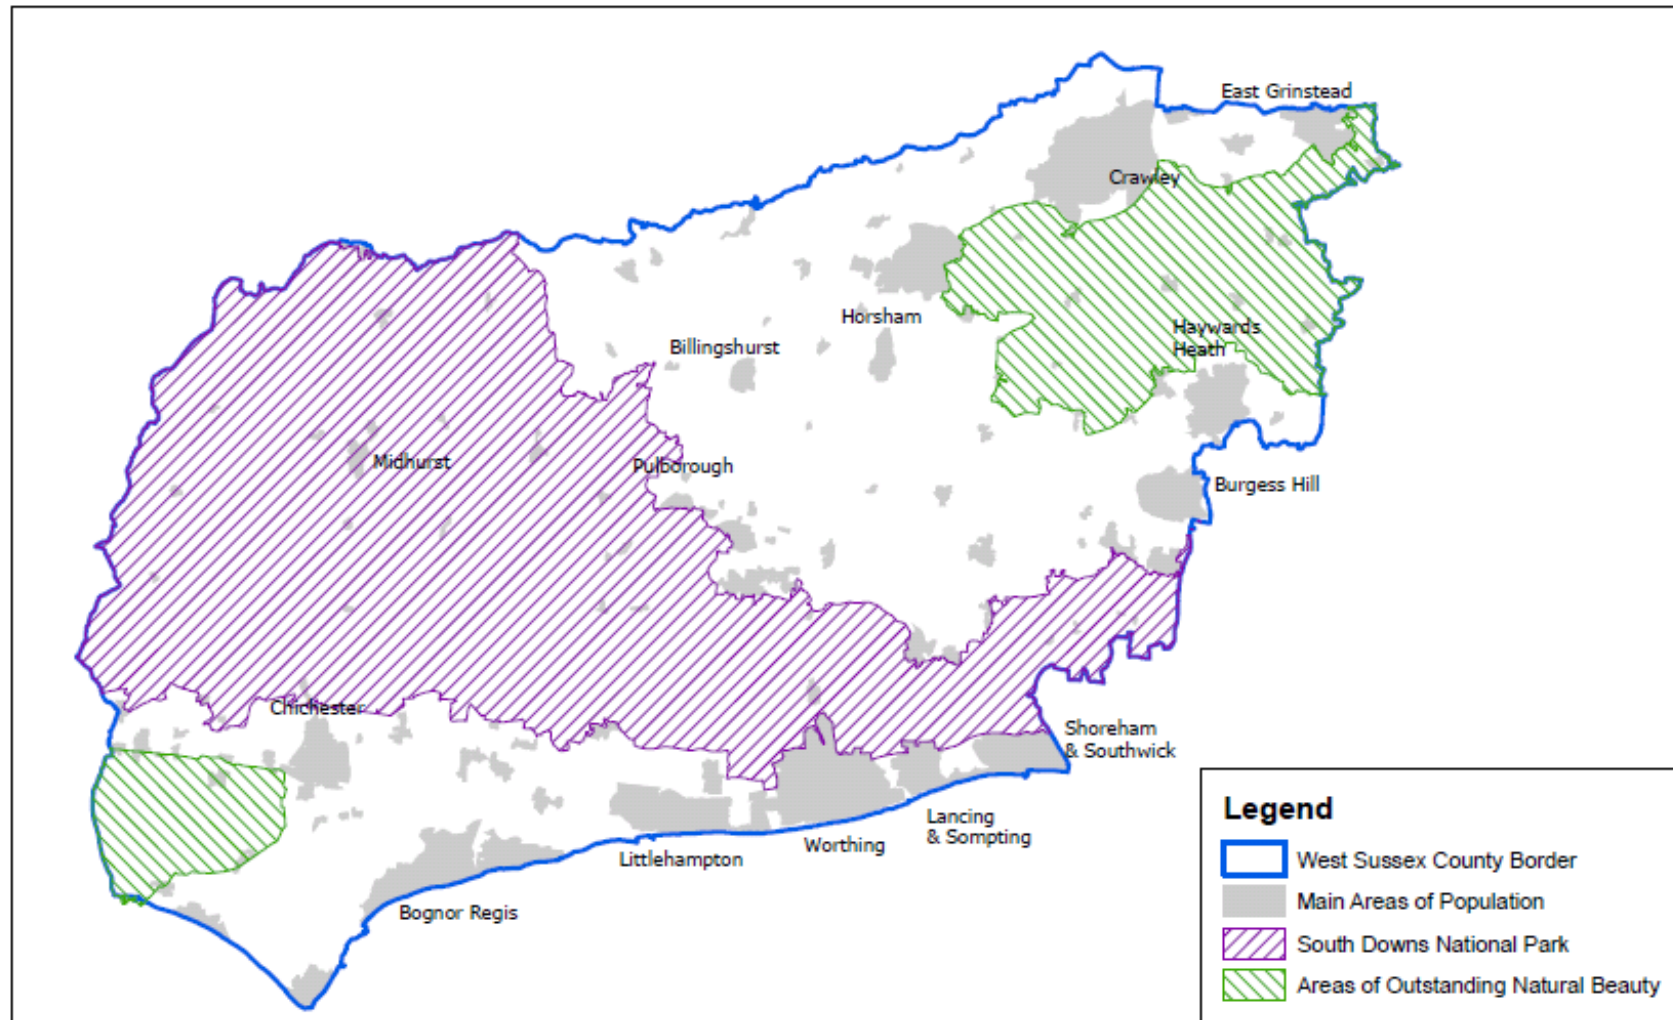 East Grinstead
Crawley
Horsham
Haywards
Heath
Billingshurst
Midhurst
Pulborough
Burgess Hill
Chichester
Shoreham
& Southwick
Lancing
& Sompting
Worthing
Littlehampton
Bognor Regis
Legend
West Sussex County Border
Main Areas of Population
South Downs National Park
Areas of Outstanding Natural Beauty